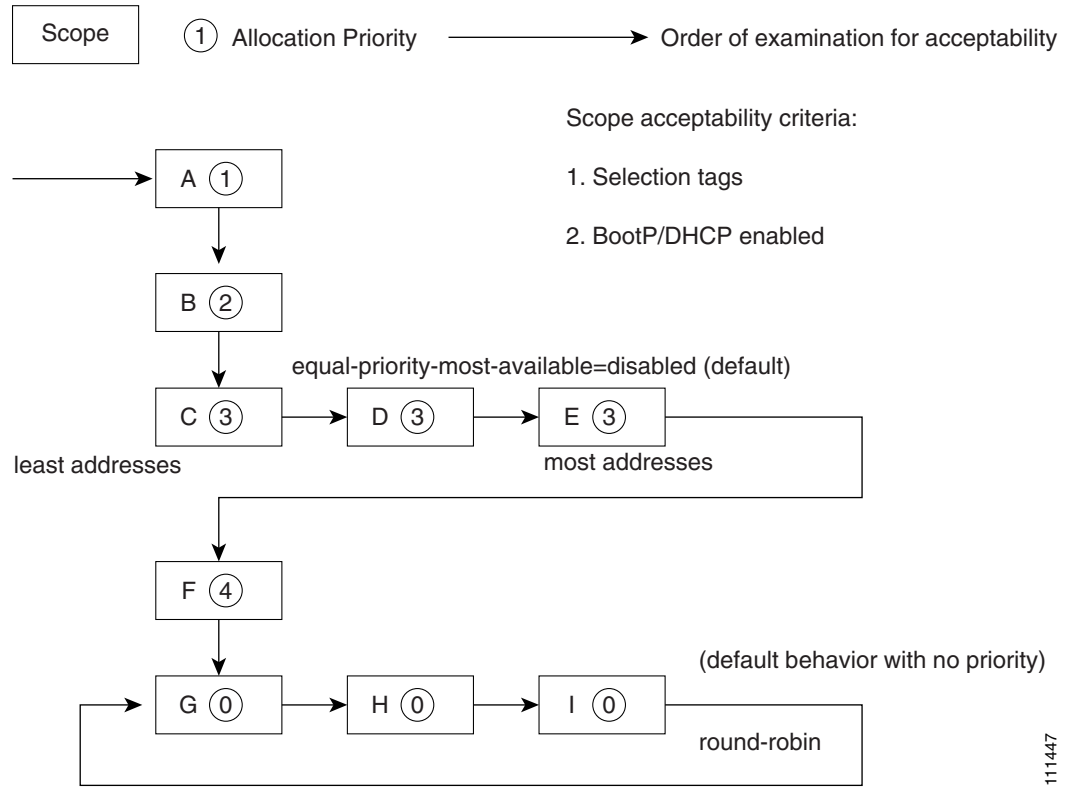 Scope
1 Allocation Priority
Order of examination for acceptability
Scope acceptability criteria:
1. Selection tags
2. BootP/DHCP enabled
A 1
B 2
equal-priority-most-available=disabled (default)
C 3
D 3
E 3
least addresses
most addresses
F 4
(default behavior with no priority)
G 0
H 0
I 0
round-robin
111447